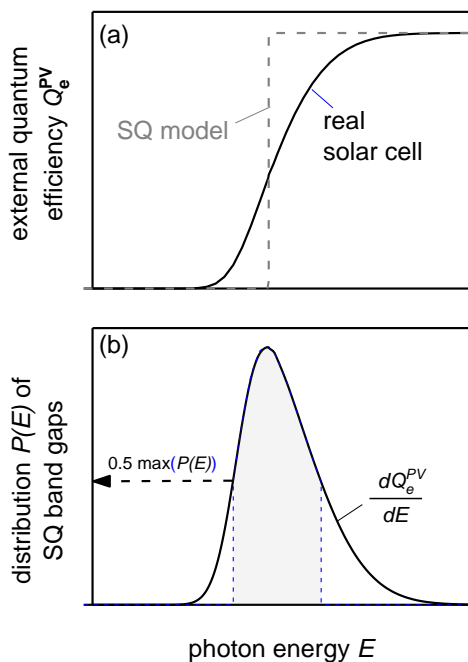 (a)
external quantum
efficiency Q_e^PV
SQ model
real
solar cell
(b)
distribution P(E) of
SQ band gaps
0.5 max(P(E))
dQ_e^PV
dE
photon energy E